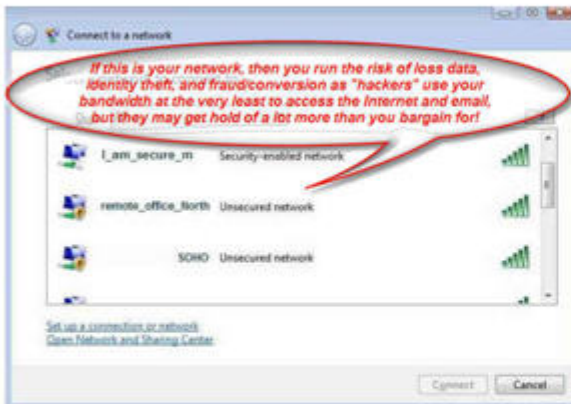 Connect to a network
If this is your network, then you run the risk of loss data,
identity theft, and fraud/conversion as "hackers" use your
bandwidth at the very least to access the Internet and email,
but they may get hold of a lot more than you bargain for!
I_am_secure_m Security-enabled network
remote_office_North Unsecured network
SOHO Unsecured network
Set up a connection or network
Open Network and Sharing Center
Connect Cancel